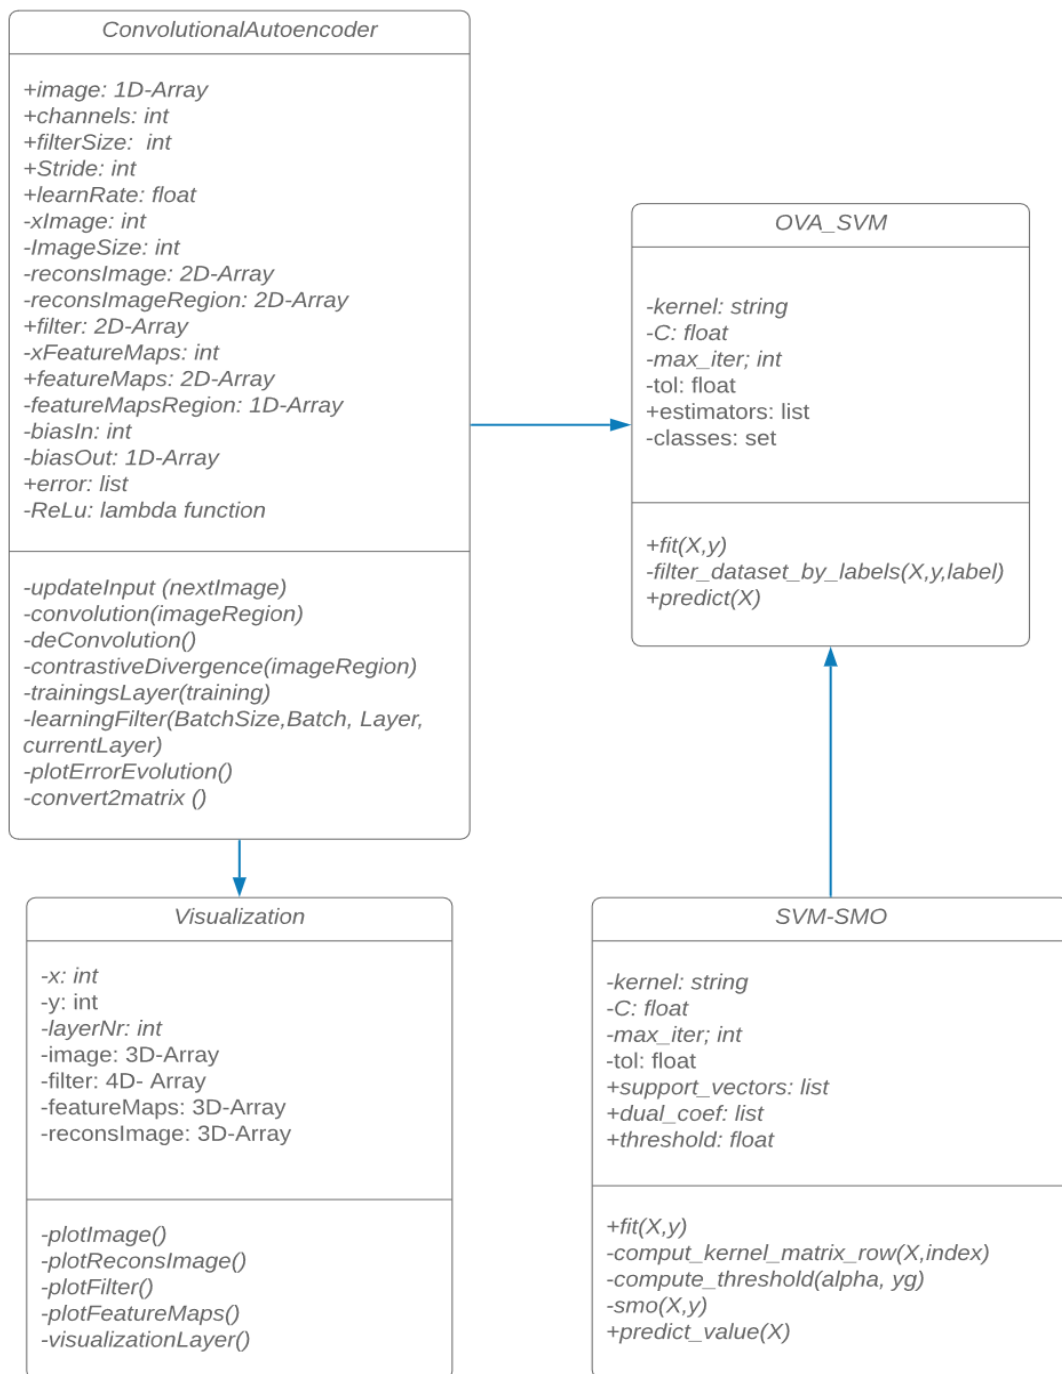 ConvolutionalAutoencoder
+image: 1D-Array
+channels: int
+filterSize: int
+Stride: int
+learnRate: float
-xImage: int
-ImageSize: int
-reconsImage: 2D-Array
-reconsImageRegion: 2D-Array
+filter: 2D-Array
-xFeatureMaps: int
+featureMaps: 2D-Array
-featureMapsRegion: 1D-Array
-biasIn: int
-biasOut: 1D-Array
+error: list
-ReLu: lambda function
-updateInput (nextImage)
-convolution(imageRegion)
-deConvolution()
-contrastiveDivergence(imageRegion)
-trainingsLayer(training)
-learningFilter(BatchSize,Batch, Layer,
currentLayer)
-plotErrorEvolution()
-convert2matrix ()
OVA_SVM
-kernel: string
-C: float
-max_iter; int
-tol: float
+estimators: list
-classes: set
+fit(X,y)
-filter_dataset_by_labels(X,y,label)
+predict(X)
Visualization
-x: int
-y: int
-layerNr: int
-image: 3D-Array
-filter: 4D- Array
-featureMaps: 3D-Array
-reconsImage: 3D-Array
-plotImage()
-plotReconsImage()
-plotFilter()
-plotFeatureMaps()
-visualizationLayer()
SVM-SMO
-kernel: string
-C: float
-max_iter; int
-tol: float
+support_vectors: list
+dual_coef: list
+threshold: float
+fit(X,y)
-comput_kernel_matrix_row(X,index)
-compute_threshold(alpha, yg)
-smo(X,y)
+predict_value(X)